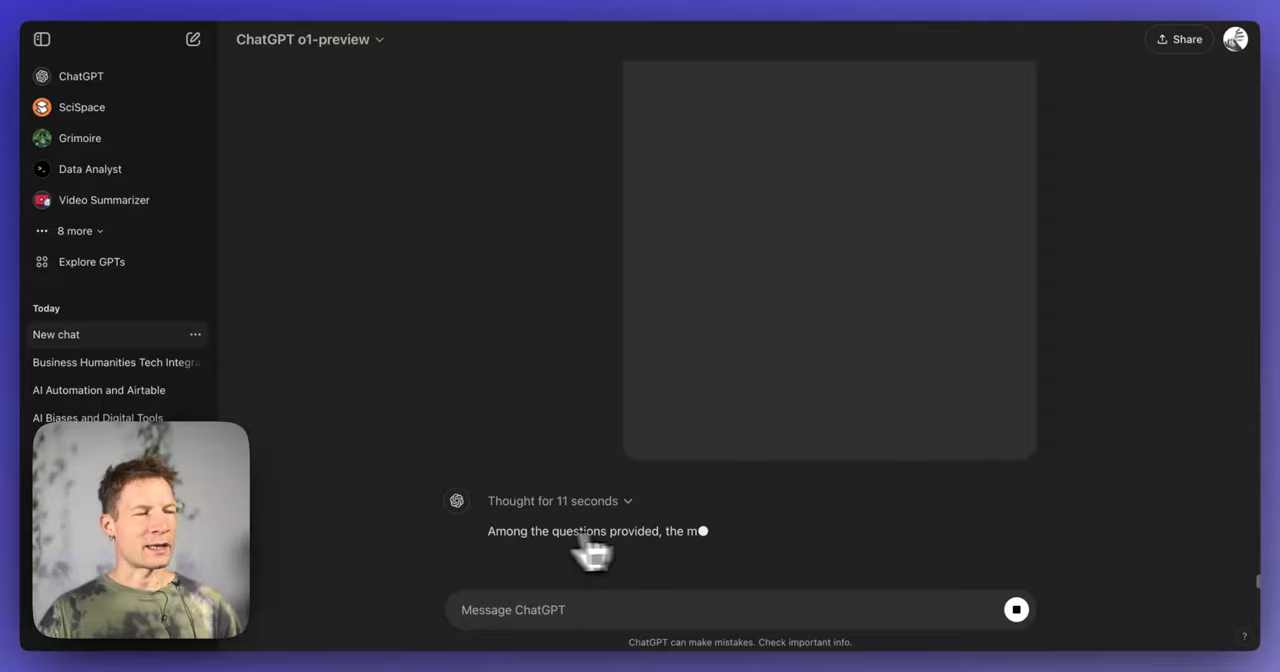 ChatGPT o1-preview
Share
ChatGPT
SciSpace
Grimoire
Data Analyst
Video Summarizer
8 more
Explore GPTs
Today
New chat
Business Humanities Tech Integra
AI Automation and Airtable
AI Biases and Digital Tools
Thought for 11 seconds
Among the questions provided, the m
Message ChatGPT
ChatGPT can make mistakes. Check important info.
?